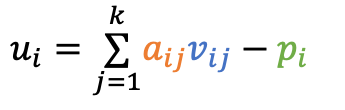 $u_i = \sum_{j=1}^{k} a_{ij} v_{ij} - p_i$